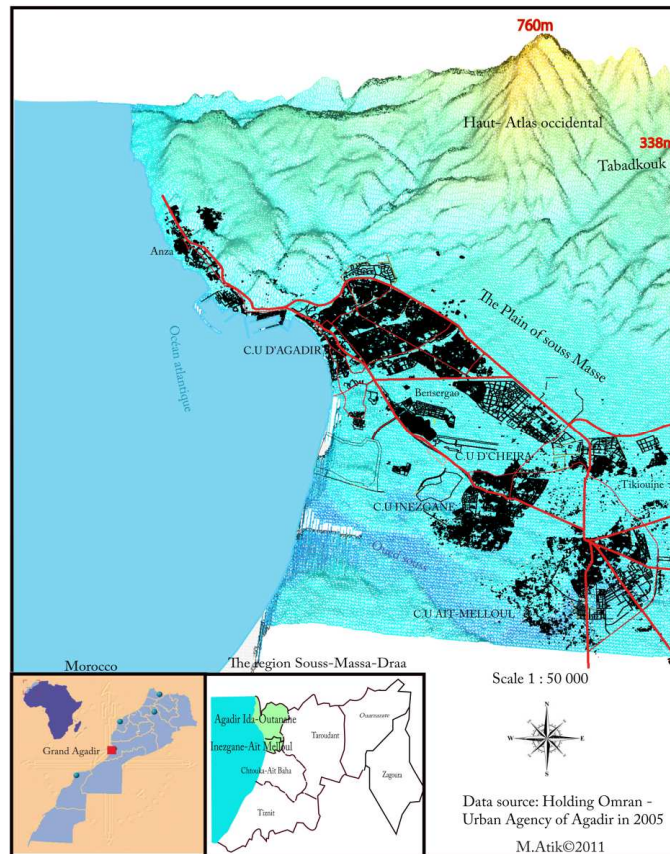 760m
Haut- Atlas occidental
338m
Tabadkouk
Anza
The Plain of souss Masse
Océan atlantique
C.U D'AGADIR
Bensergao
C.U D'CHEIRA
Tikiouine
C.U INEZGANE
Oued souss
C.U AIT-MELLOUL
Morocco
The region Souss-Massa-Draa
Scale 1 : 50 000
Grand Agadir
Agadir Ida-Outanane
Inezgane-Ait Melloul
Chtouka-Aït Baha
Tiznit
Taroudant
Ouarzazate
Zagora
N
W
E
S
Data source: Holding Omran -
Urban Agency of Agadir in 2005
M.Atik©2011